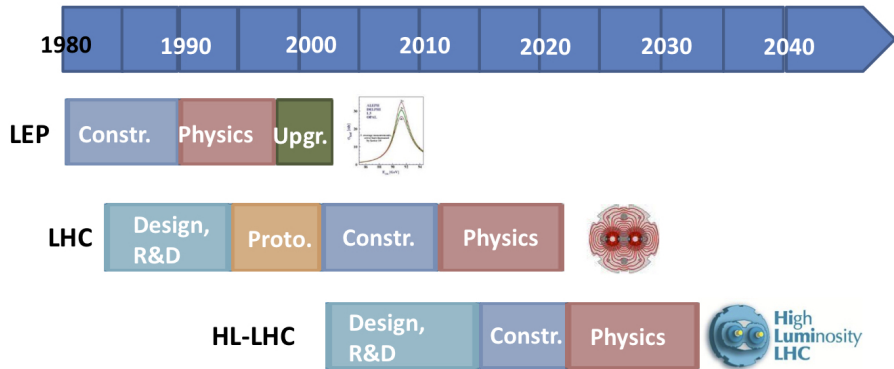 1980 1990 2000 2010 2020 2030 2040
LEP Constr. Physics Upgr.
LHC Design, R&D Proto. Constr. Physics
HL-LHC Design, R&D Constr. Physics
High
Luminosity
LHC